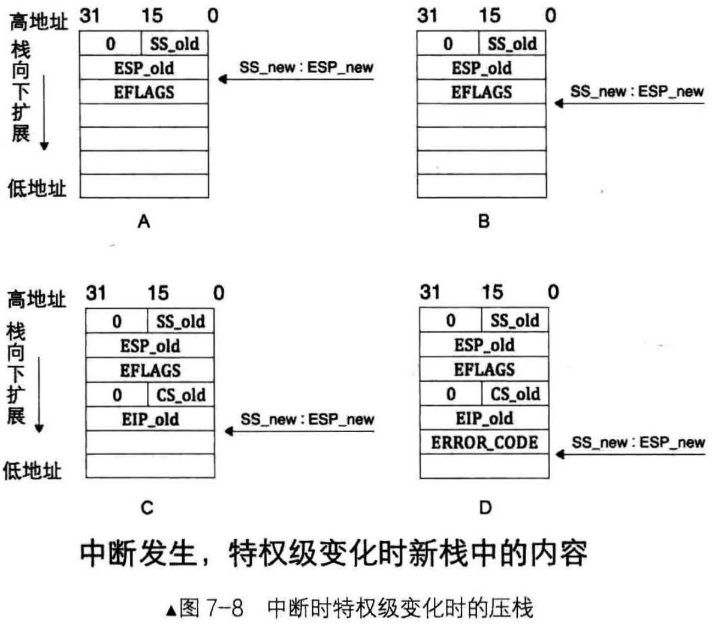 高地址 31 15 0 31 15 0
栈向下扩展 0 SS_old 0 SS_old
ESP_old SS_new : ESP_new ESP_old
EFLAGS EFLAGS SS_new : ESP_new
低地址
A B
高地址 31 15 0 31 15 0
栈向下扩展 0 SS_old 0 SS_old
ESP_old ESP_old
EFLAGS EFLAGS
0 CS_old 0 CS_old
EIP_old SS_new : ESP_new EIP_old
低地址 ERROR_CODE SS_new : ESP_new
C D
中断发生，特权级变化时新栈中的内容
▲图 7-8 中断时特权级变化时的压栈